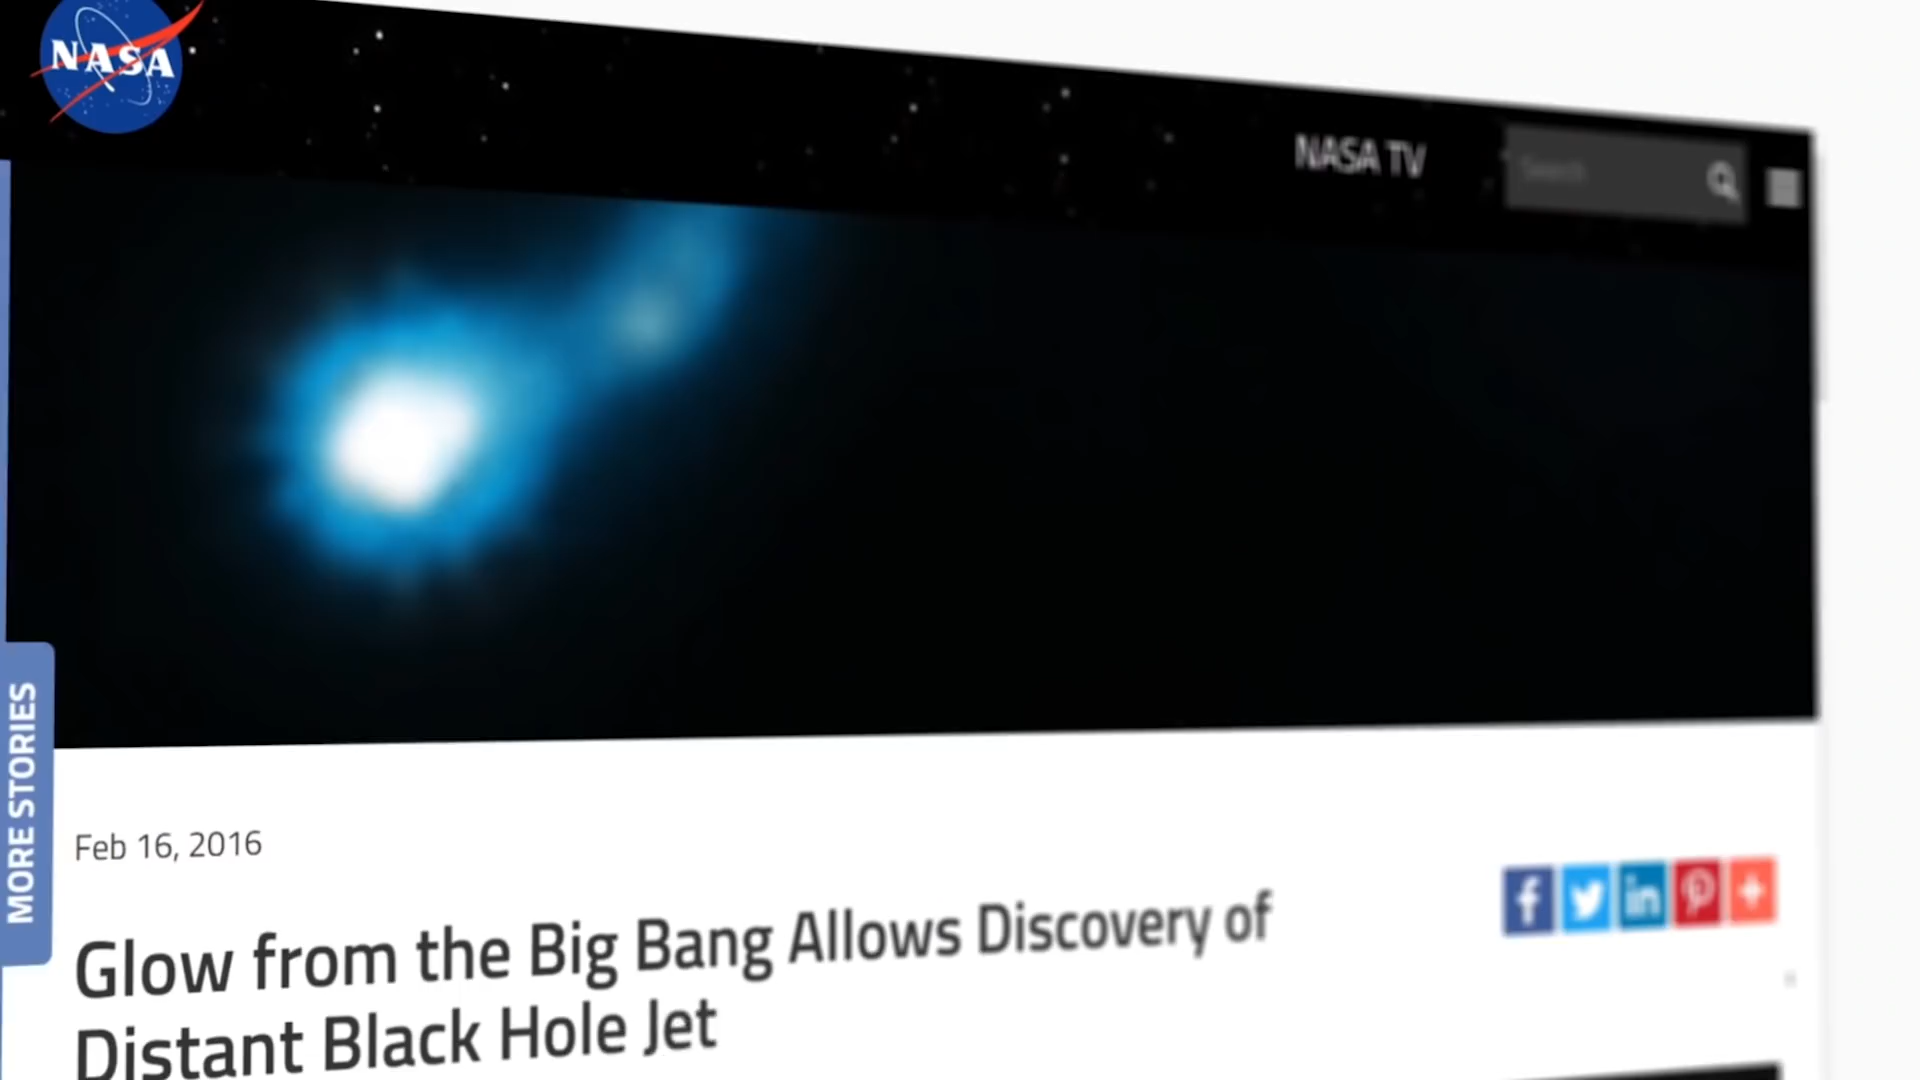 NASA
NASA TV
Search
MORE STORIES
Feb 16, 2016
Glow from the Big Bang Allows Discovery of
Distant Black Hole Jet